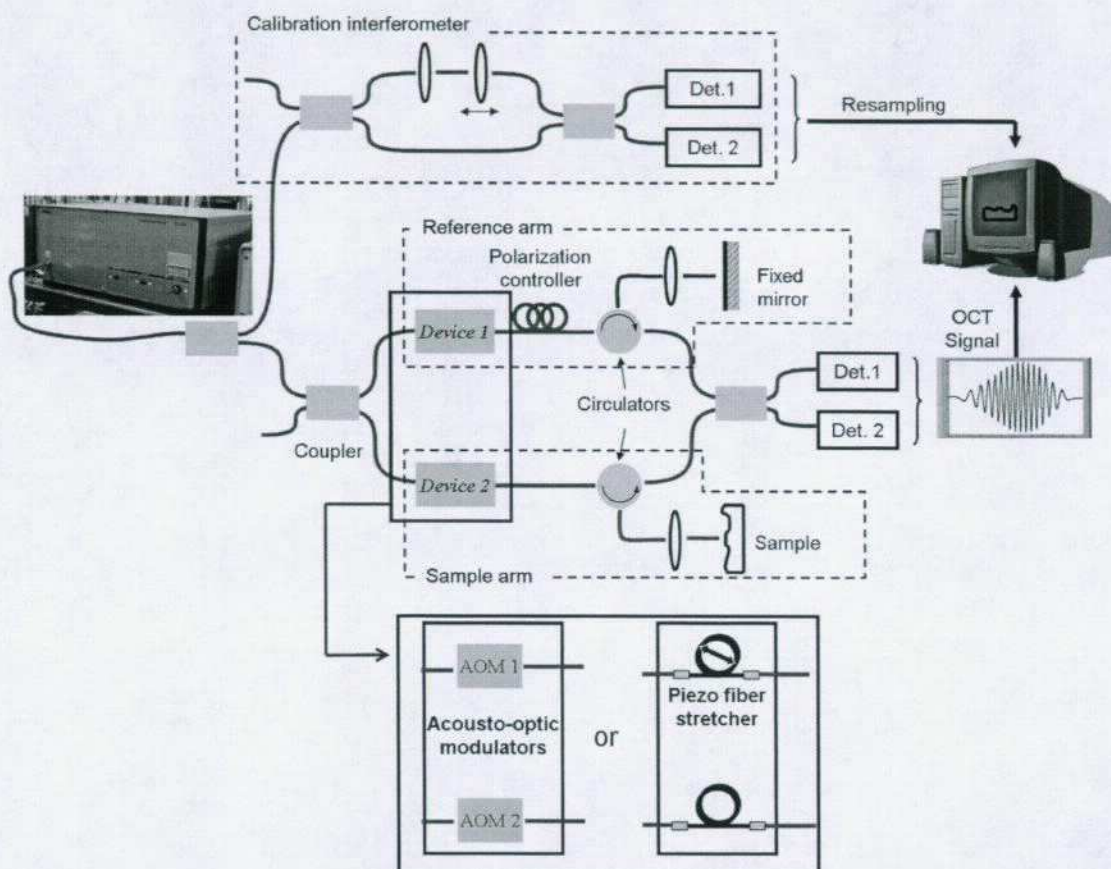 Calibration interferometer
Det.1
Det. 2
Resampling
Reference arm
Polarization
controller
Fixed
mirror
Device 1
OCT
Signal
Det.1
Det. 2
Circulators
Coupler
Device 2
Sample
Sample arm
AOM 1
Acousto-optic
modulators
or
Piezo fiber
stretcher
AOM 2